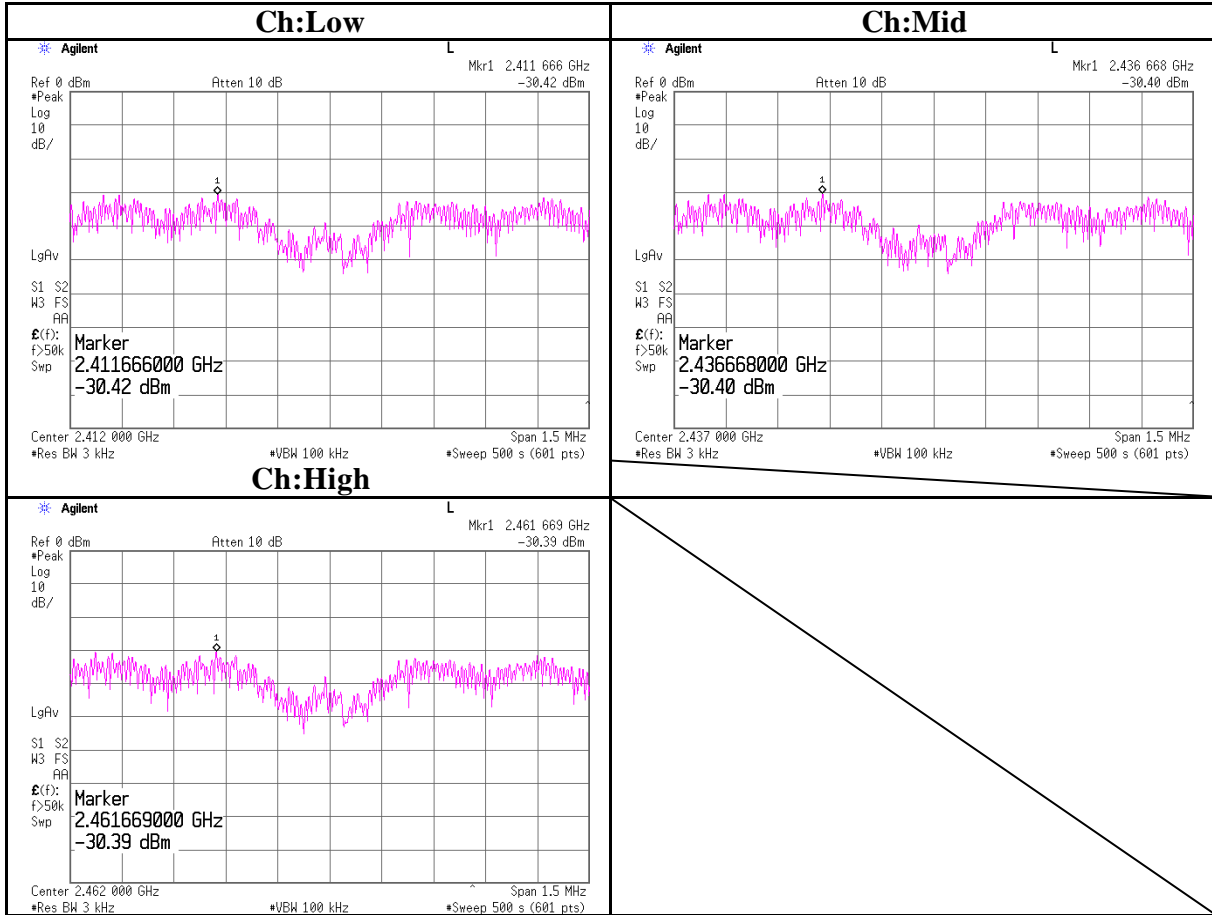 Ch:Low
Agilent L
Mkr1 2.411 666 GHz
Ref 0 dBm Atten 10 dB -30.42 dBm
#Peak
Log
10
dB/
1
LgAv
S1 S2
W3 FS
AA
£(f):
f>50k
Swp
Marker
2.411666000 GHz
-30.42 dBm
Center 2.412 000 GHz Span 1.5 MHz
#Res BW 3 kHz #VBW 100 kHz #Sweep 500 s (601 pts)
Ch:Mid
Agilent L
Mkr1 2.436 668 GHz
Ref 0 dBm Atten 10 dB -30.40 dBm
#Peak
Log
10
dB/
1
LgAv
S1 S2
W3 FS
AA
£(f):
f>50k
Swp
Marker
2.436668000 GHz
-30.40 dBm
Center 2.437 000 GHz Span 1.5 MHz
#Res BW 3 kHz #VBW 100 kHz #Sweep 500 s (601 pts)
Ch:High
Agilent L
Mkr1 2.461 669 GHz
Ref 0 dBm Atten 10 dB -30.39 dBm
#Peak
Log
10
dB/
1
LgAv
S1 S2
W3 FS
AA
£(f):
f>50k
Swp
Marker
2.461669000 GHz
-30.39 dBm
Center 2.462 000 GHz Span 1.5 MHz
#Res BW 3 kHz #VBW 100 kHz #Sweep 500 s (601 pts)